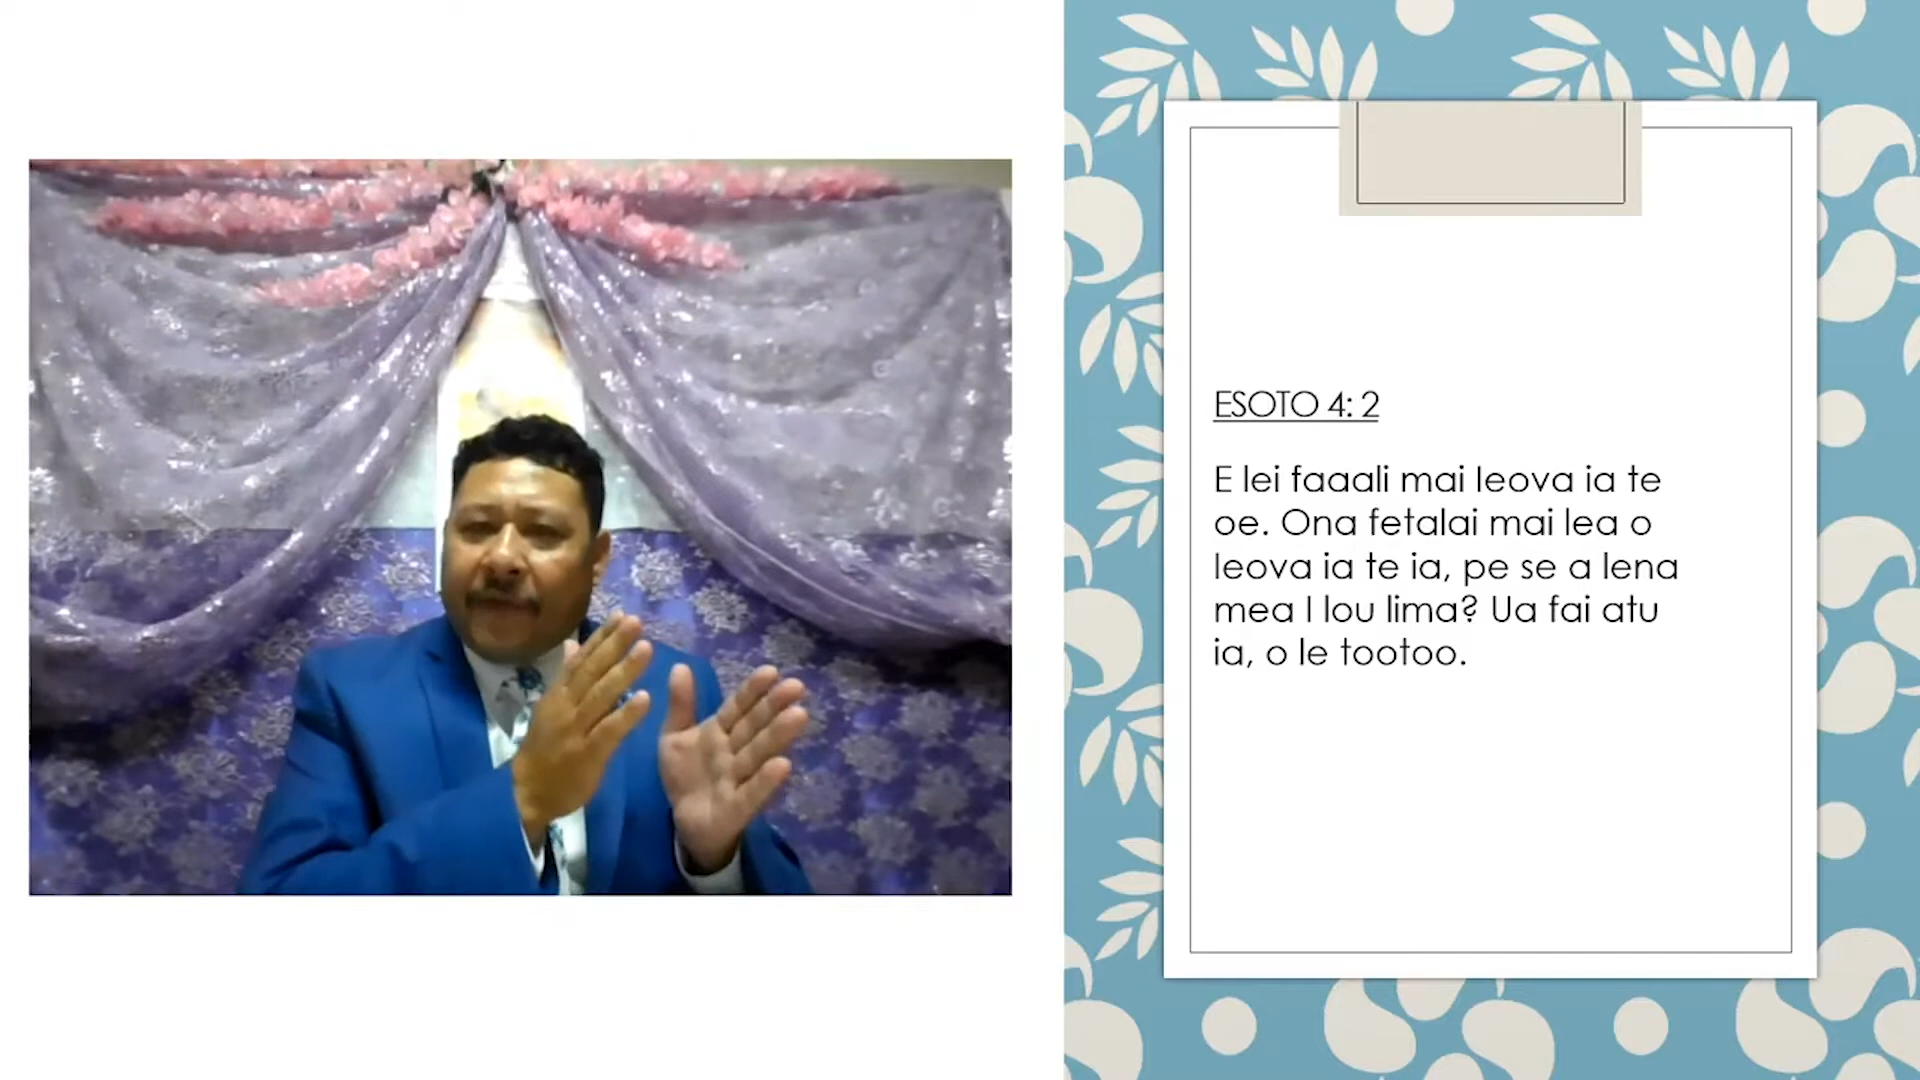 ESOTO 4: 2
E lei faaali mai Ieova ia te
oe. Ona fetalai mai lea o
Ieova ia te ia, pe se a lena
mea I lou lima? Ua fai atu
ia, o le tootoo.